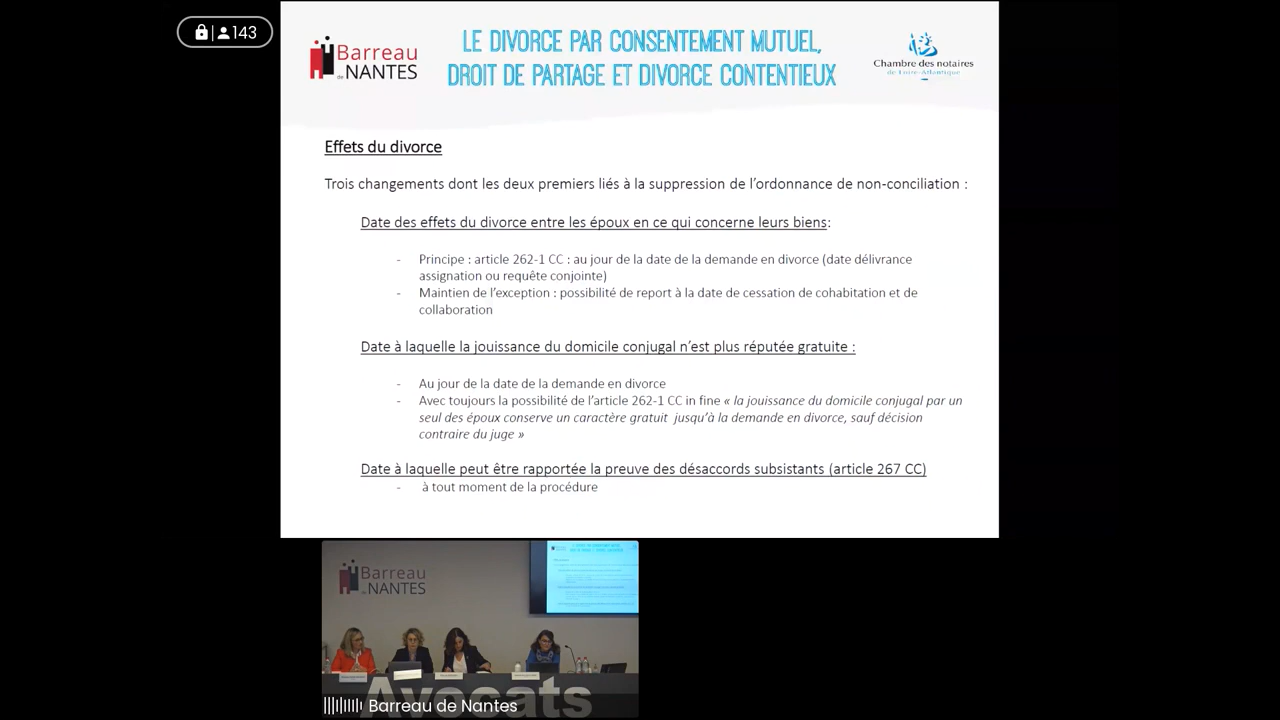 143
Barreau
de NANTES
LE DIVORCE PAR CONSENTEMENT MUTUEL,
DROIT DE PARTAGE ET DIVORCE CONTENTIEUX
Chambre des notaires
de Loire-Atlantique
Effets du divorce
Trois changements dont les deux premiers liés à la suppression de l’ordonnance de non-conciliation :
Date des effets du divorce entre les époux en ce qui concerne leurs biens:
- Principe : article 262-1 CC : au jour de la date de la demande en divorce (date délivrance
assignation ou requête conjointe)
- Maintien de l’exception : possibilité de report à la date de cessation de cohabitation et de
collaboration
Date à laquelle la jouissance du domicile conjugal n’est plus réputée gratuite :
- Au jour de la date de la demande en divorce
- Avec toujours la possibilité de l’article 262-1 CC in fine « la jouissance du domicile conjugal par un
seul des époux conserve un caractère gratuit jusqu’à la demande en divorce, sauf décision
contraire du juge »
Date à laquelle peut être rapportée la preuve des désaccords subsistants (article 267 CC)
- à tout moment de la procédure
Barreau
de NANTES
Avocats
Barreau de Nantes